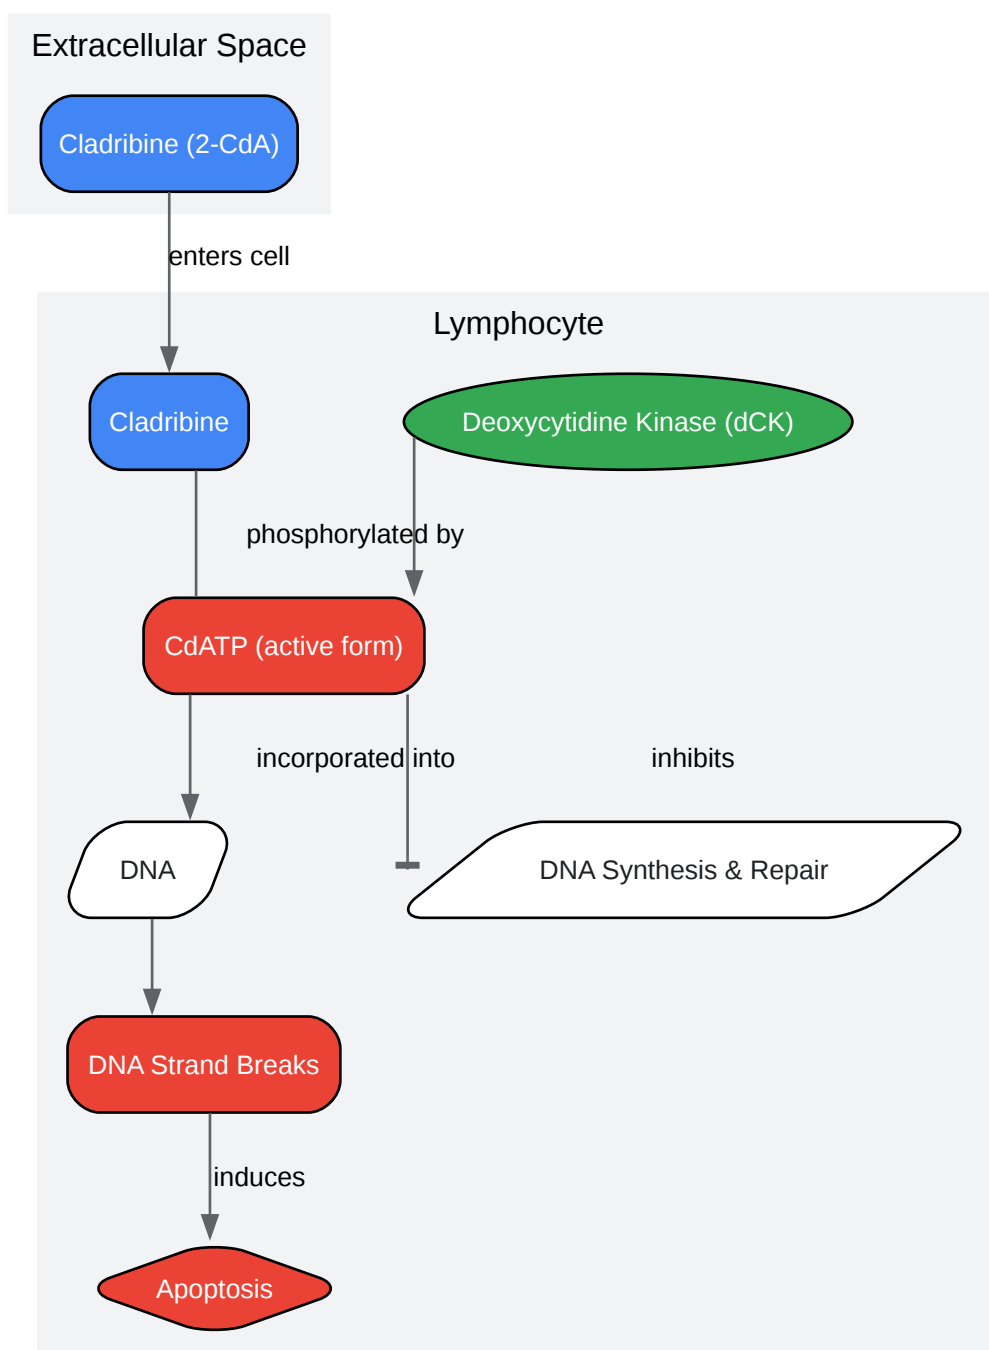 Extracellular Space
Cladribine (2-CdA)
enters cell
Lymphocyte
Cladribine
Deoxycytidine Kinase (dCK)
phosphorylated by
CdATP (active form)
incorporated into
inhibits
DNA
DNA Synthesis & Repair
DNA Strand Breaks
induces
Apoptosis